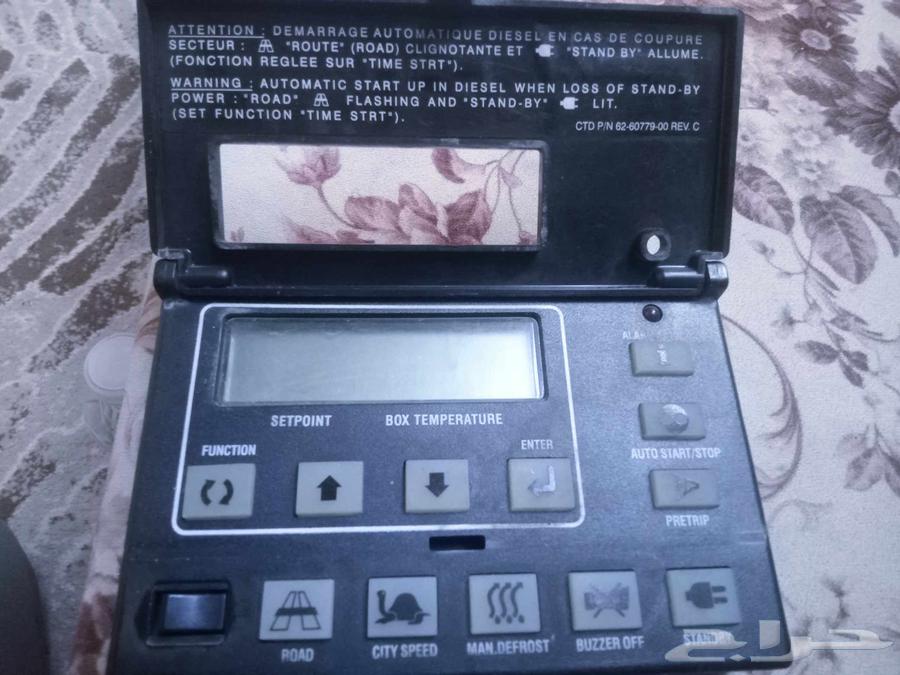 ATTENTION : DEMARRAGE AUTOMATIQUE DIESEL EN CAS DE COUPURE
SECTEUR : "ROUTE" (ROAD) CLIGNOTANTE ET "STAND BY" ALLUME.
(FONCTION REGLEE SUR "TIME STRT").
WARNING : AUTOMATIC START UP IN DIESEL WHEN LOSS OF STAND-BY
POWER : "ROAD" FLASHING AND "STAND-BY" LIT.
(SET FUNCTION "TIME STRT").
CTD P/N 62-60779-00 REV. C
SETPOINT BOX TEMPERATURE
FUNCTION ENTER
AUTO START/STOP
PRETRIP
ROAD CITY SPEED MAN.DEFROST BUZZER OFF
حراج